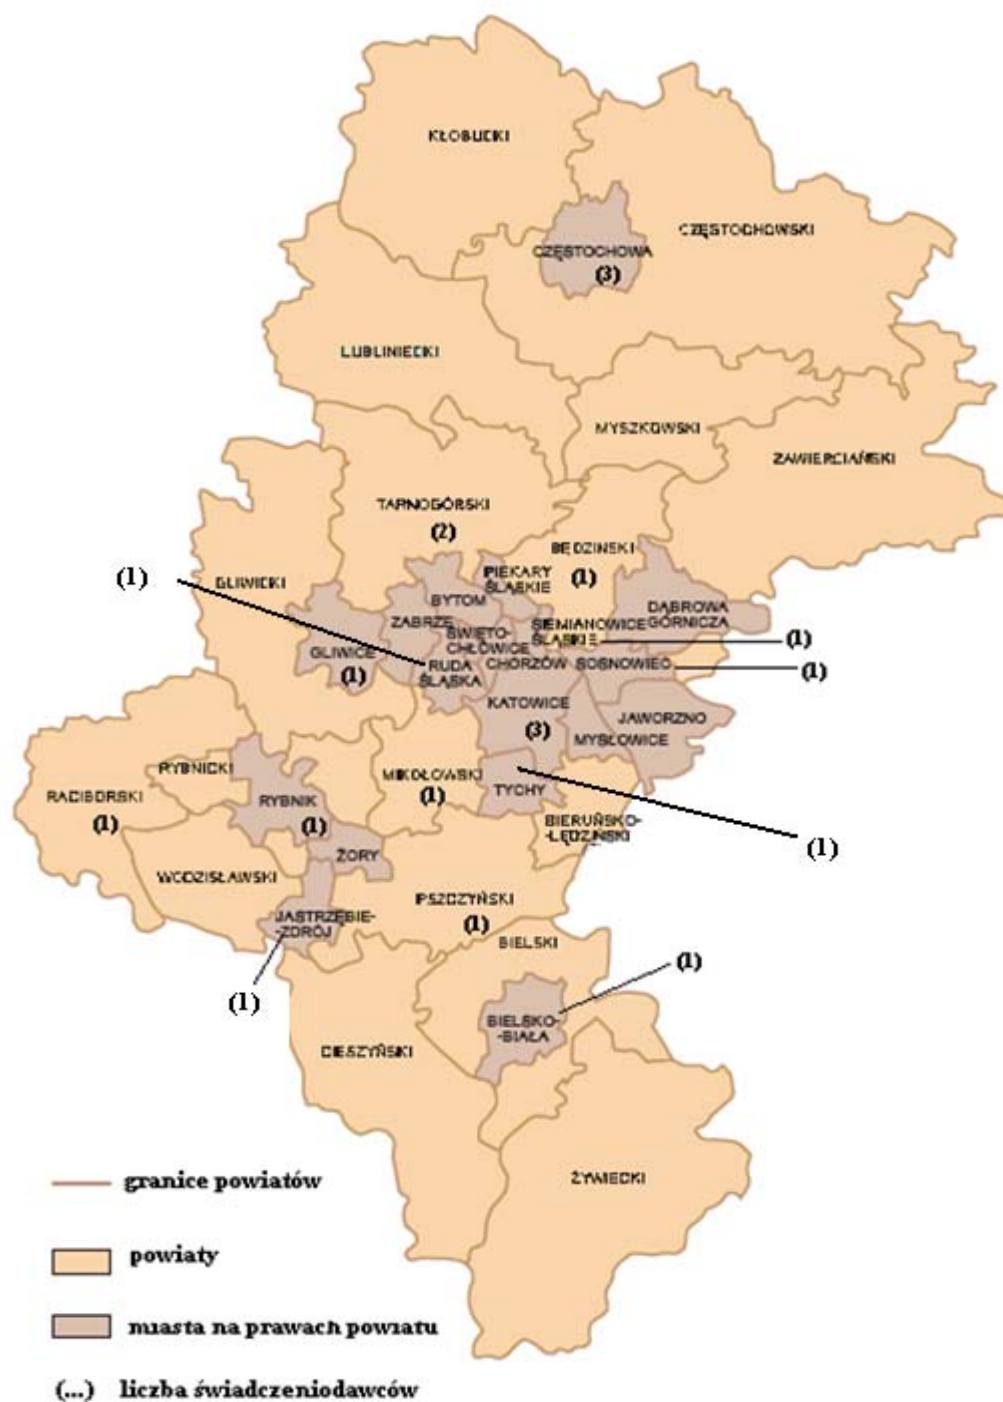 KŁOBUCKI
CZĘSTOCHOWSKI
CZĘSTOCHOWA
(3)
LUBLINIECKI
MYSZKOWSKI
ZAWIERCIAŃSKI
TARNOGÓRSKI
(2)
BĘDZIŃSKI
(1)
(1)
GLIWICKI
PIEKARY
ŚLĄSKIE
BYTOM
ZABRZE
DĄBROWA
GÓRNICZA
SIEMIANOWICE
ŚLĄSKIE
(1)
ŚWIĘTO-
CHŁOWICE
GLIWICE
(1)
RUDA
ŚLĄSKA
CHORZÓW
SOSNOWIEC
(1)
KATOWICE
(3)
JAWORZNO
MYSŁOWICE
RYBNICKI
MIKOŁOWSKI
(1)
TYCHY
(1)
RACIBORSKI
(1)
RYBNIK
(1)
BIERUŃSKO-
-LĘDZIŃSKI
ŻORY
WODZISŁAWSKI
PSZCZYŃSKI
(1)
JASTRZĘBIE-
-ZDRÓJ
(1)
BIELSKI
(1)
BIELSKO-
-BIAŁA
CIESZYŃSKI
ŻYWIECKI
granice powiatów
powiaty
miasta na prawach powiatu
(...) liczba świadczeniodawców